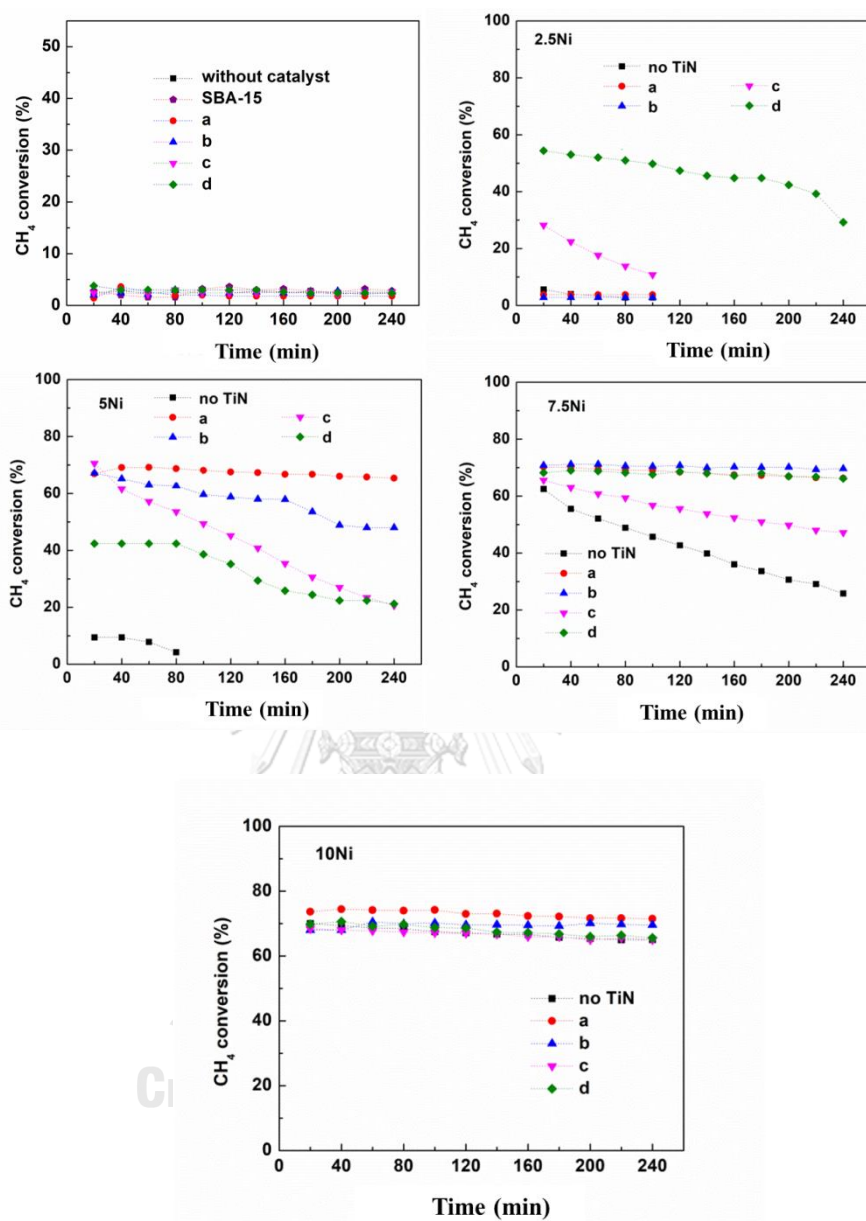 50
40
30
20
10
0
CH4 conversion (%)
without catalyst
SBA-15
a
b
c
d
0 40 80 120 160 200 240
Time (min)
2.5Ni
100
80
60
40
20
0
CH4 conversion (%)
no TiN
a
b
c
d
0 40 80 120 160 200 240
Time (min)
5Ni
100
80
60
40
20
0
CH4 conversion (%)
no TiN
a
b
c
d
0 40 80 120 160 200 240
Time (min)
7.5Ni
100
80
60
40
20
0
CH4 conversion (%)
no TiN
a
b
c
d
0 40 80 120 160 200 240
Time (min)
10Ni
100
80
60
40
20
0
CH4 conversion (%)
no TiN
a
b
c
d
0 40 80 120 160 200 240
Time (min)